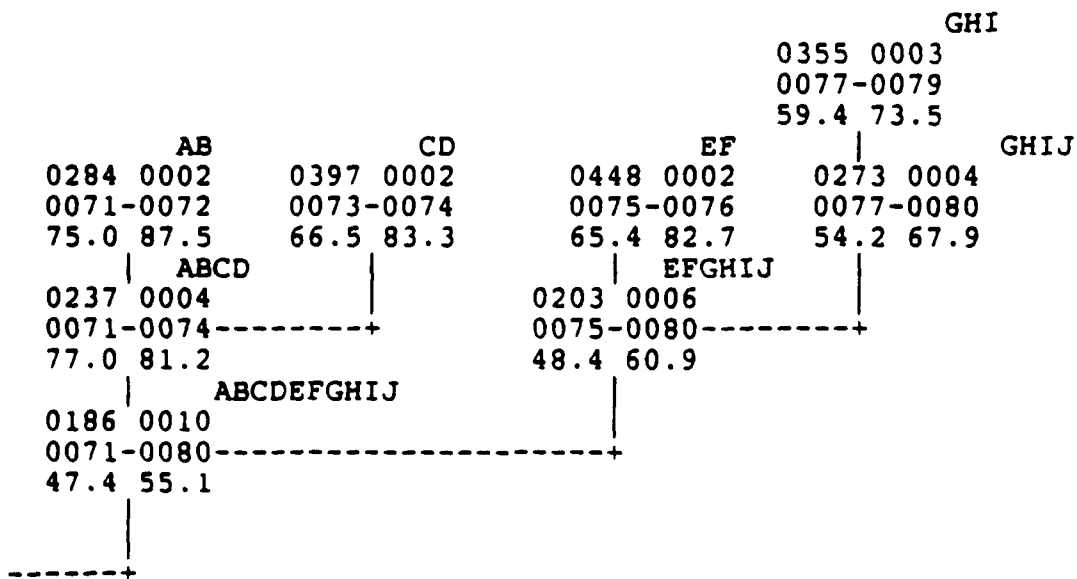 GHI
                                                           0355 0003
                                                           0077-0079
                                                           59.4 73.5
             AB               CD                     EF        |          GHIJ
   0284 0002     0397 0002              0448 0002     0273 0004
   0071-0072     0073-0074              0075-0076     0077-0080
   75.0 87.5     66.5 83.3              65.4 82.7     54.2 67.9
        |  ABCD        |                   |  EFGHIJ         |
   0237 0004           |              0203 0006              |
   0071-0074--------+              0075-0080---------+
   77.0 81.2                          48.4 60.9
        |    ABCDEFGHIJ                    |
   0186 0010                               |
   0071-0080----------------------+
   47.4 55.1
        |
        |
-------+